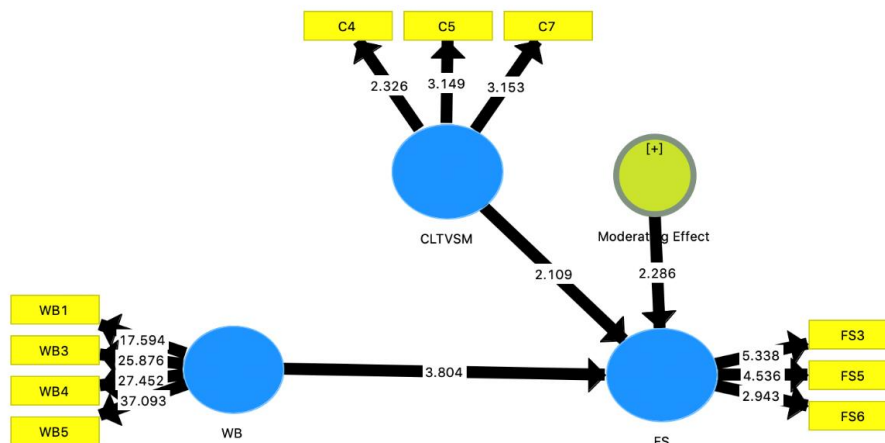 C4
C5
C7
2.326
3.149
3.153
[+]
CLTVSM
Moderating Effect
2.109
2.286
WB1
WB3
WB4
WB5
17.594
25.876
27.452
37.093
3.804
5.338
4.536
2.943
FS3
FS5
FS6
WB
FS